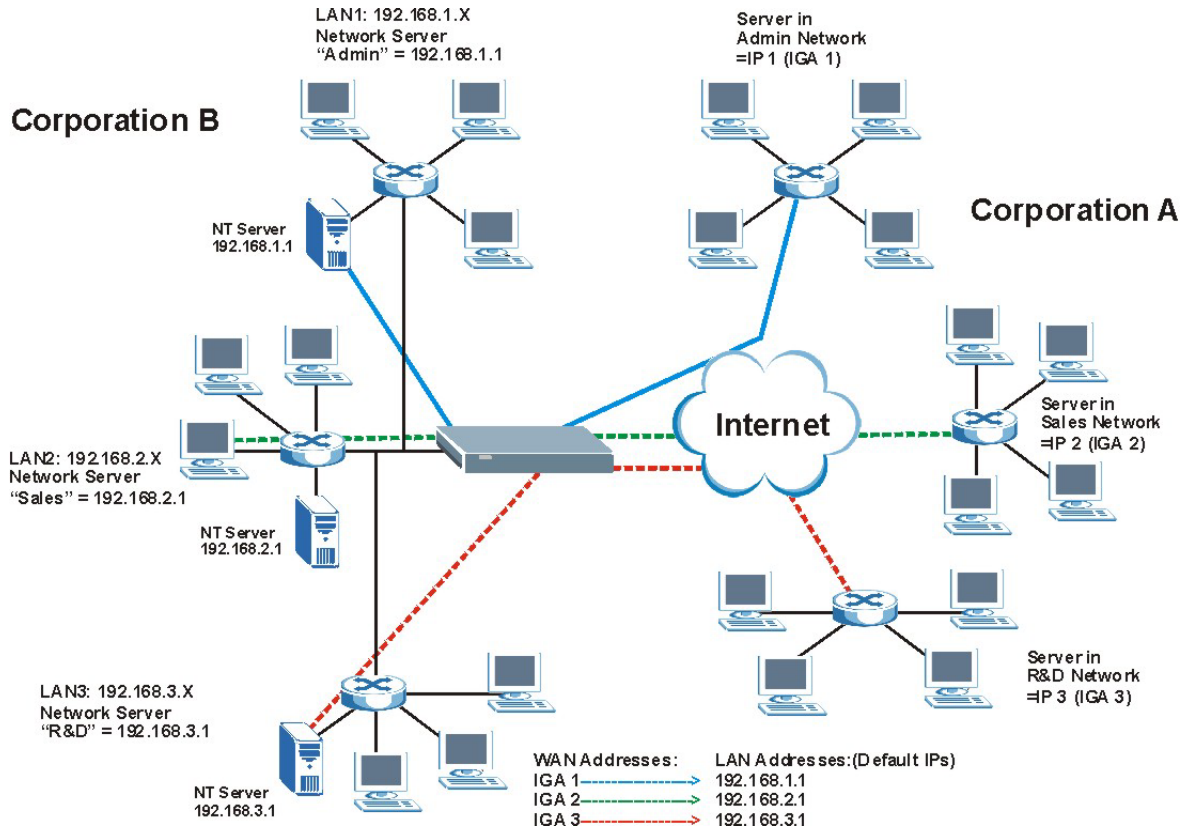 LAN1: 192.168.1.X
Network Server
“Admin” = 192.168.1.1
Server in
Admin Network
=IP 1 (IGA 1)
Corporation B
Corporation A
NT Server
192.168.1.1
Internet
Server in
Sales Network
=IP 2 (IGA 2)
LAN2: 192.168.2.X
Network Server
“Sales” = 192.168.2.1
NT Server
192.168.2.1
Server in
R&D Network
=IP 3 (IGA 3)
LAN3: 192.168.3.X
Network Server
“R&D” = 192.168.3.1
NT Server
192.168.3.1
WAN Addresses: LAN Addresses:(Default IPs)
IGA 1 192.168.1.1
IGA 2 192.168.2.1
IGA 3 192.168.3.1